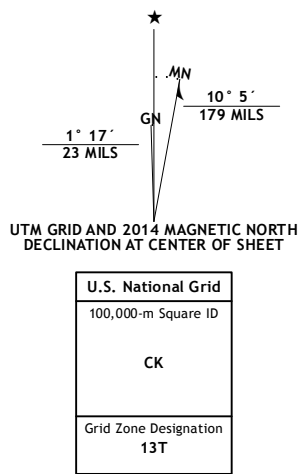 MN
GN
10° 5´
179 MILS
1° 17´
23 MILS
UTM GRID AND 2014 MAGNETIC NORTH
DECLINATION AT CENTER OF SHEET
U.S. National Grid
100,000-m Square ID
CK
Grid Zone Designation
13T